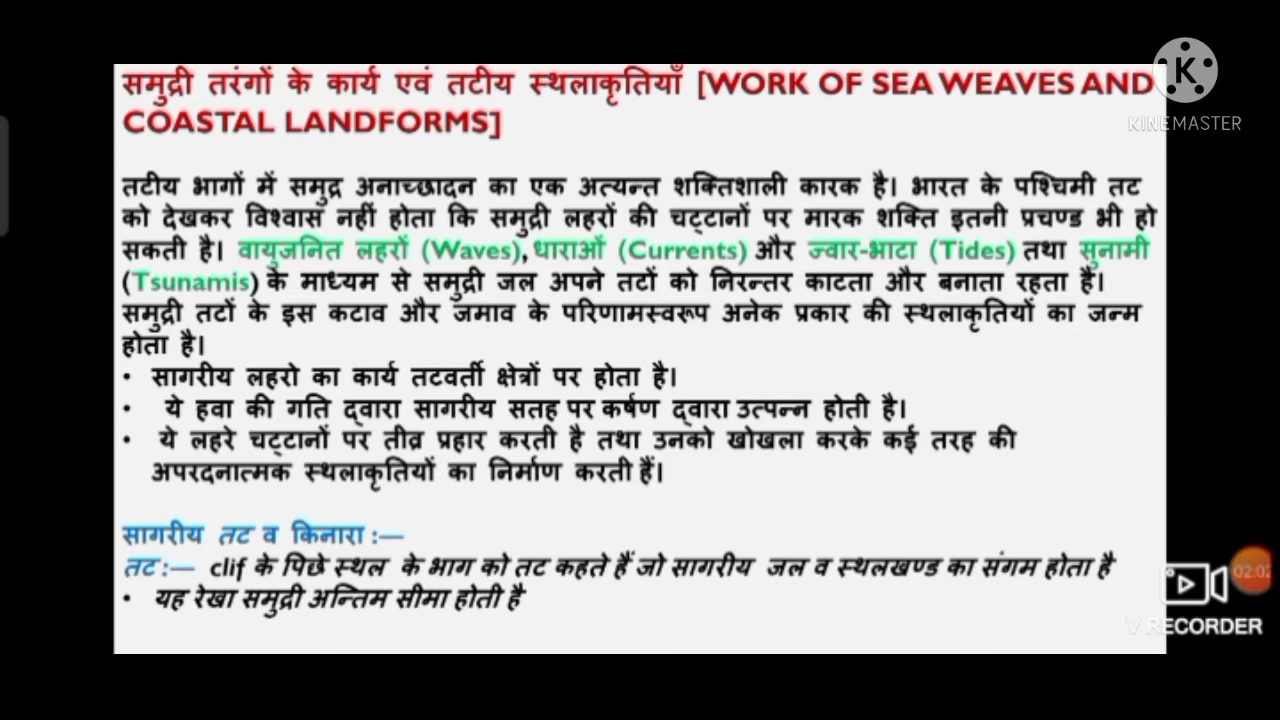 समुद्री तरंगों के कार्य एवं तटीय स्थलाकृतियाँ [WORK OF SEA WEAVES AND
COASTAL LANDFORMS]
तटीय भागों में समुद्र अनाच्छादन का एक अत्यन्त शक्तिशाली कारक है। भारत के पश्चिमी तट
को देखकर विश्वास नहीं होता कि समुद्री लहरों की चट्टानों पर मारक शक्ति इतनी प्रचण्ड भी हो
सकती है। वायुजनित लहरों (Waves), धाराओं (Currents) और ज्वार-भाटा (Tides) तथा सुनामी
(Tsunamis) के माध्यम से समुद्री जल अपने तटों को निरन्तर काटता और बनाता रहता है।
समुद्री तटों के इस कटाव और जमाव के परिणामस्वरूप अनेक प्रकार की स्थलाकृतियों का जन्म
होता है।
• सागरीय लहरो का कार्य तटवर्ती क्षेत्रों पर होता है।
• ये हवा की गति द्वारा सागरीय सतह पर कर्षण द्वारा उत्पन्न होती है।
• ये लहरे चट्टानों पर तीव्र प्रहार करती है तथा उनको खोखला करके कई तरह की
अपरदनात्मक स्थलाकृतियों का निर्माण करती हैं।
सागरीय तट व किनारा :—
तट :— clif के पिछे स्थल के भाग को तट कहते हैं जो सागरीय जल व स्थलखण्ड का संगम होता है
• यह रेखा समुद्री अन्तिम सीमा होती है
K
KINEMASTER
02:02
V RECORDER